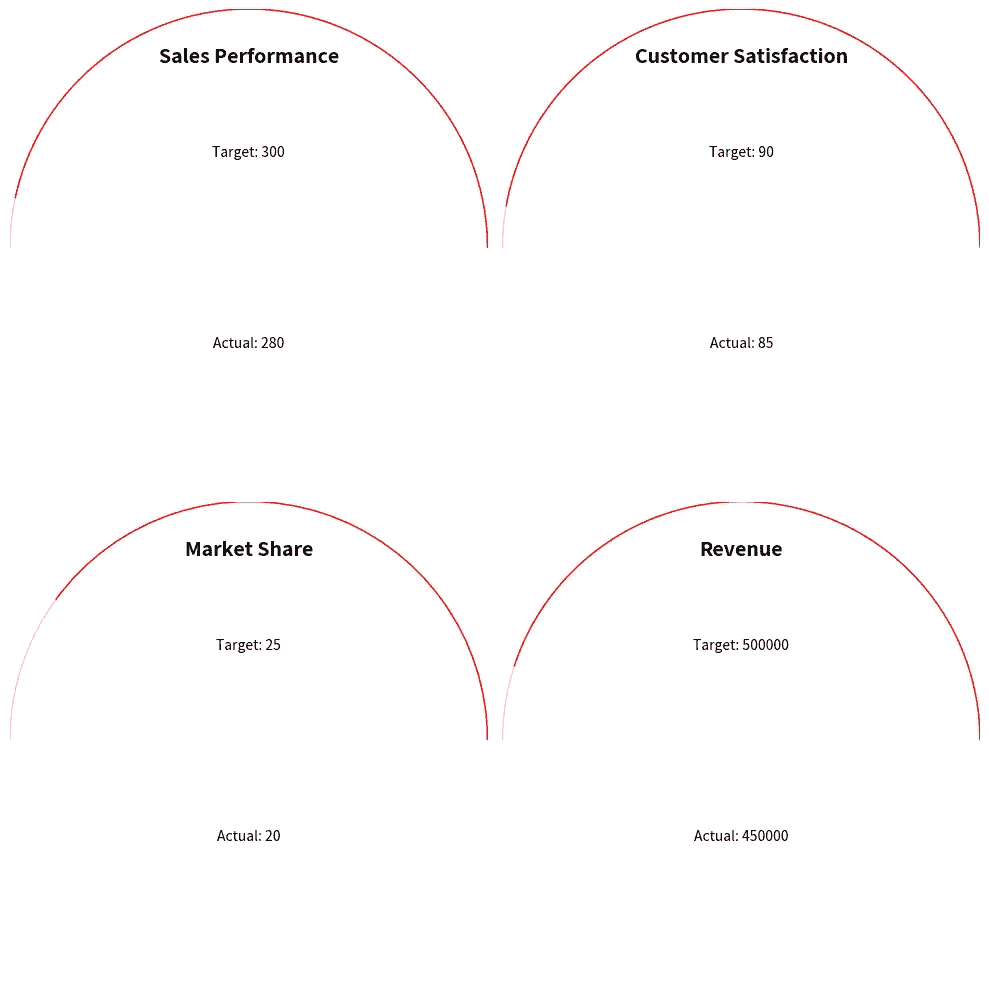 Sales Performance
Target: 300
Actual: 280
Customer Satisfaction
Target: 90
Actual: 85
Market Share
Target: 25
Actual: 20
Revenue
Target: 500000
Actual: 450000